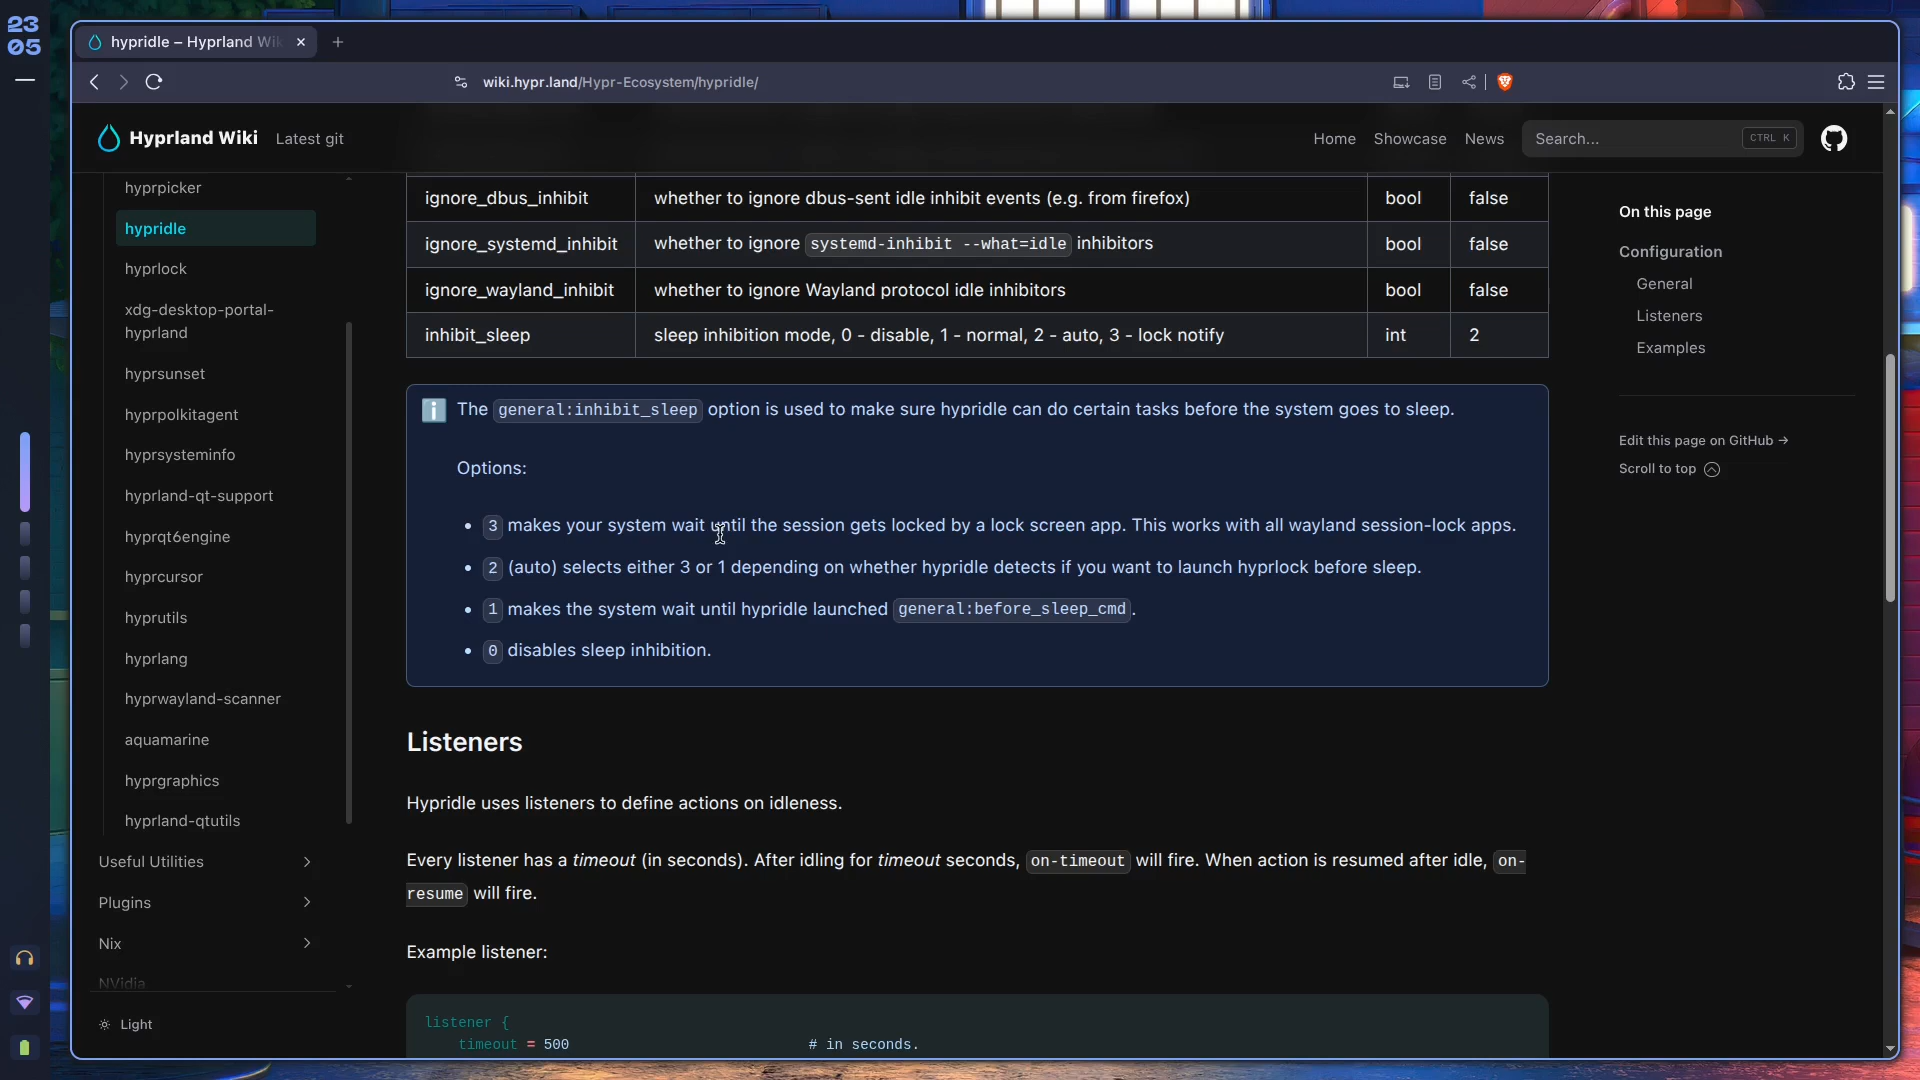 23
05
hypridle – Hyprland Wi
wiki.hypr.land/Hypr-Ecosystem/hypridle/
Hyprland Wiki
Latest git
Home
Showcase
News
Search...
CTRL K
hyprpicker
hypridle
hyprlock
xdg-desktop-portal-
hyprland
hyprsunset
hyprpolkitagent
hyprsysteminfo
hyprland-qt-support
hyprqt6engine
hyprcursor
hyprutils
hyprlang
hyprwayland-scanner
aquamarine
hyprgraphics
hyprland-qtutils
Useful Utilities
Plugins
Nix
NVidia
Light
ignore_dbus_inhibit whether to ignore dbus-sent idle inhibit events (e.g. from firefox) bool false
ignore_systemd_inhibit whether to ignore systemd-inhibit --what=idle inhibitors bool false
ignore_wayland_inhibit whether to ignore Wayland protocol idle inhibitors bool false
inhibit_sleep sleep inhibition mode, 0 - disable, 1 - normal, 2 - auto, 3 - lock notify int 2
The general:inhibit_sleep option is used to make sure hypridle can do certain tasks before the system goes to sleep.
Options:
• 3 makes your system wait until the session gets locked by a lock screen app. This works with all wayland session-lock apps.
• 2 (auto) selects either 3 or 1 depending on whether hypridle detects if you want to launch hyprlock before sleep.
• 1 makes the system wait until hypridle launched general:before_sleep_cmd.
• 0 disables sleep inhibition.
Listeners
Hypridle uses listeners to define actions on idleness.
Every listener has a timeout (in seconds). After idling for timeout seconds, on-timeout will fire. When action is resumed after idle, on-
resume will fire.
Example listener:
listener {
timeout = 500 # in seconds.
On this page
Configuration
General
Listeners
Examples
Edit this page on GitHub →
Scroll to top